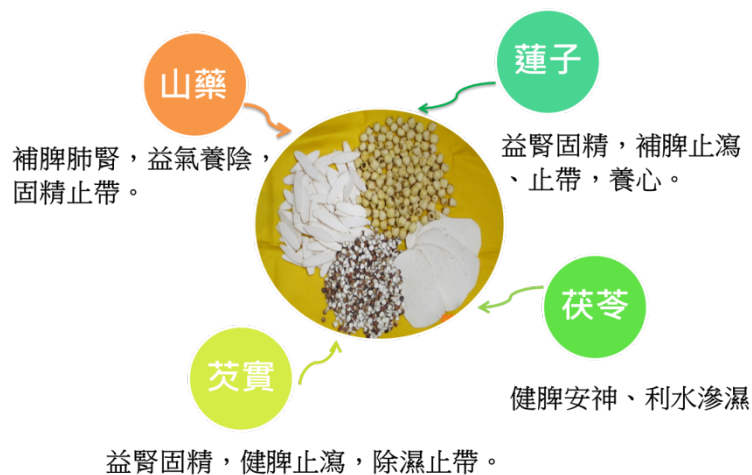 山藥
補脾肺腎，益氣養陰，
固精止帶。
蓮子
益腎固精，補脾止瀉
、止帶，養心。
茯苓
健脾安神、利水滲濕
芡實
益腎固精，健脾止瀉，除濕止帶。